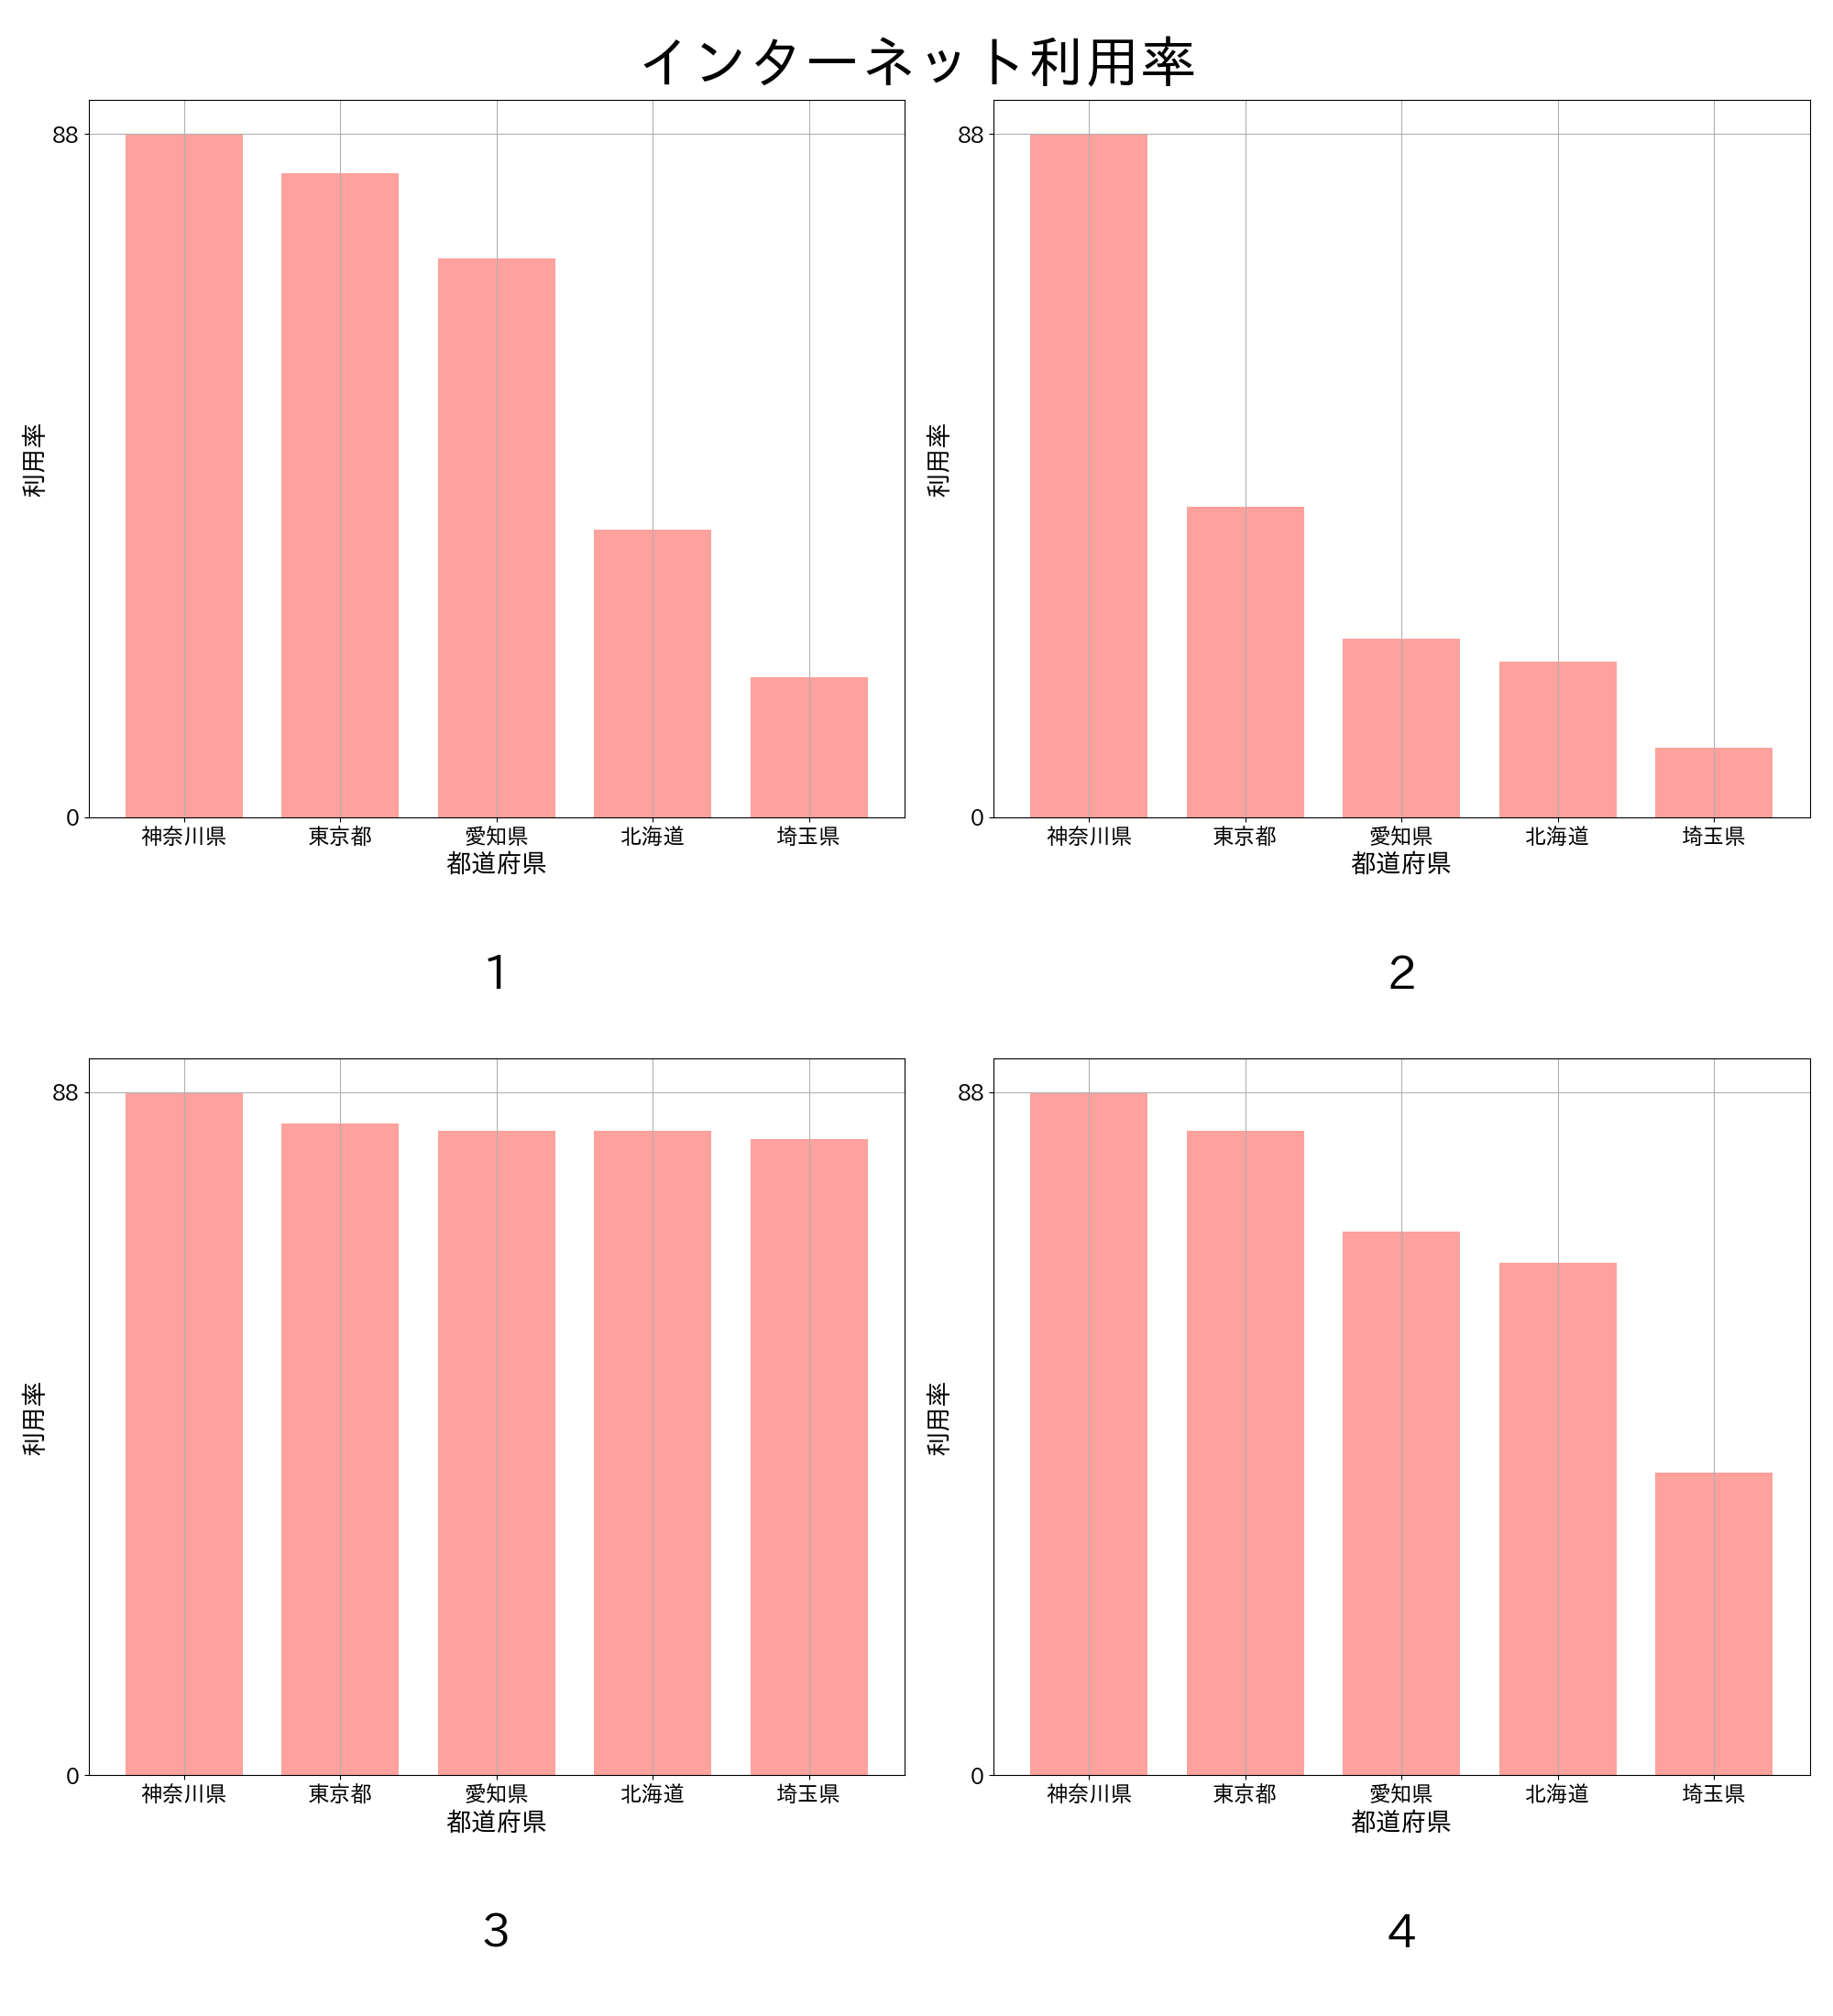 インターネット利用率
88
0
利用率
神奈川県 東京都 愛知県 北海道 埼玉県
都道府県
1
88
0
利用率
神奈川県 東京都 愛知県 北海道 埼玉県
都道府県
2
88
0
利用率
神奈川県 東京都 愛知県 北海道 埼玉県
都道府県
3
88
0
利用率
神奈川県 東京都 愛知県 北海道 埼玉県
都道府県
4